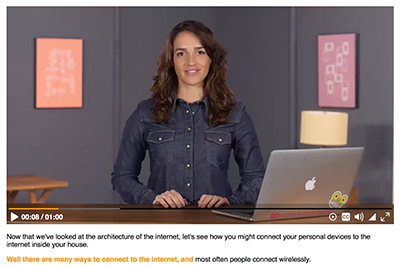 00:08 / 01:00
CC
Now that we've looked at the architecture of the internet, let's see how you might connect your personal devices to the
internet inside your house.
Well there are many ways to connect to the internet, and most often people connect wirelessly.